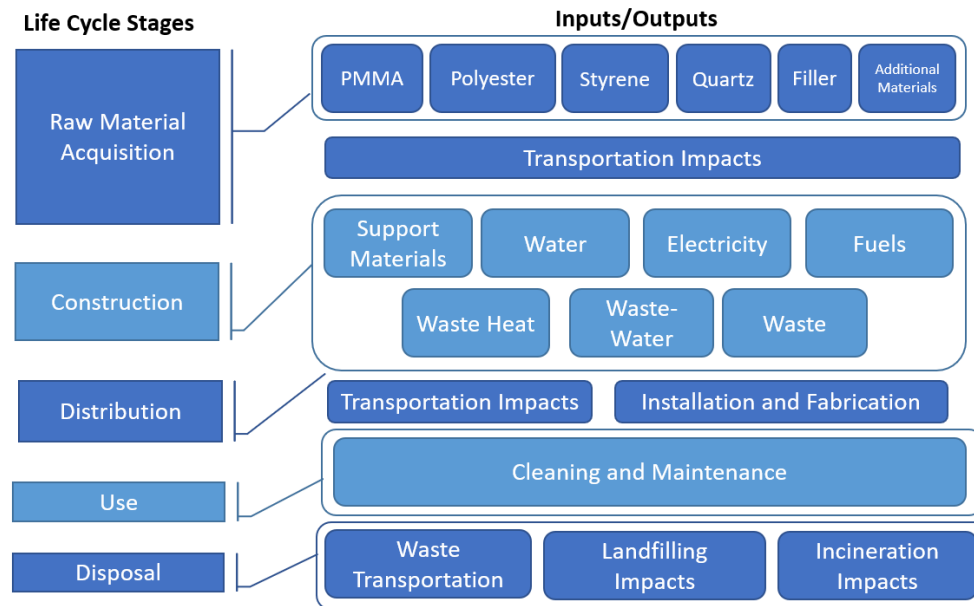 Life Cycle Stages
Inputs/Outputs
Raw Material
Acquisition
PMMA
Polyester
Styrene
Quartz
Filler
Additional
Materials
Transportation Impacts
Construction
Support
Materials
Water
Electricity
Fuels
Waste Heat
Waste-
Water
Waste
Distribution
Transportation Impacts
Installation and Fabrication
Use
Cleaning and Maintenance
Disposal
Waste
Transportation
Landfilling
Impacts
Incineration
Impacts